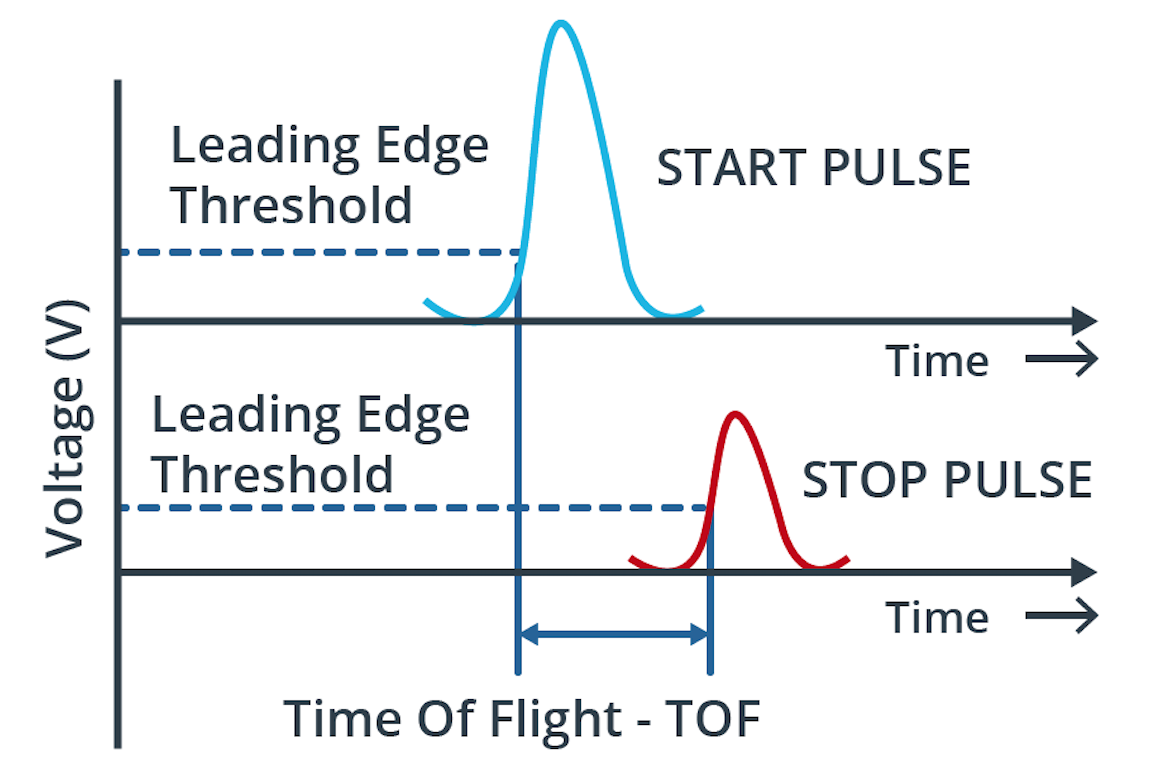 Leading Edge
Threshold
START PULSE
Time
Voltage (V)
Leading Edge
Threshold
STOP PULSE
Time
Time Of Flight - TOF